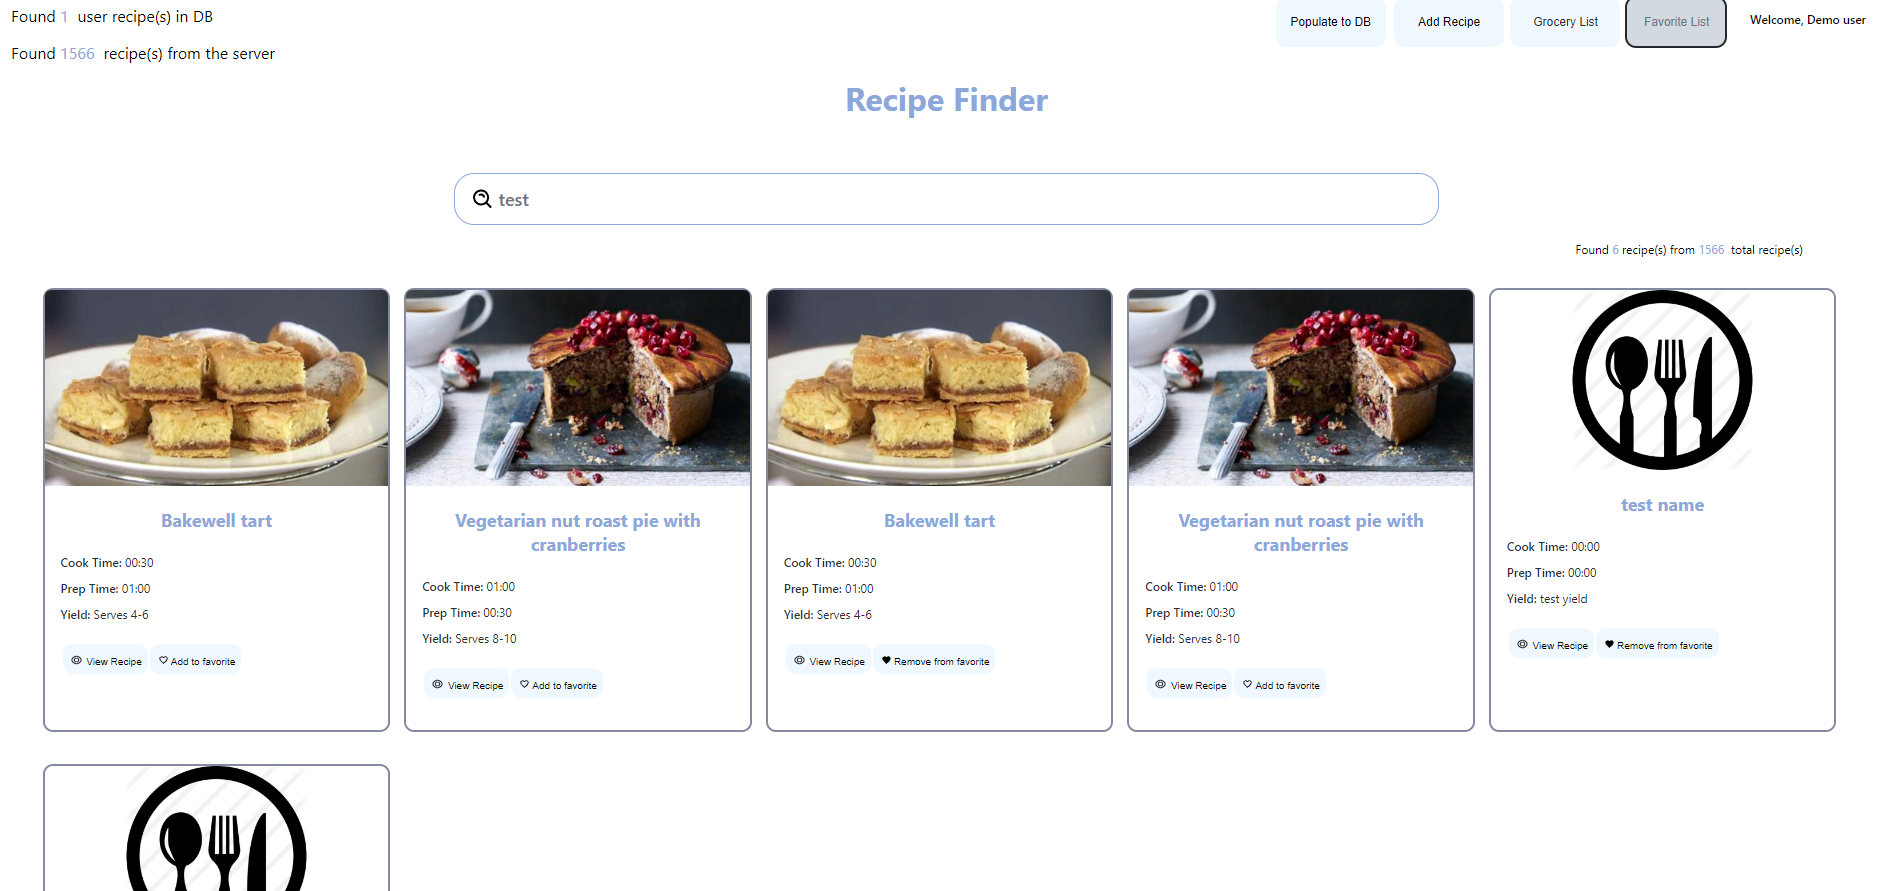 Found 1 user recipe(s) in DB
Populate to DB
Add Recipe
Grocery List
Favorite List
Welcome, Demo user
Found 1566 recipe(s) from the server
Recipe Finder
test
Found 6 recipe(s) from 1566 total recipe(s)
Bakewell tart
Cook Time: 00:30
Prep Time: 01:00
Yield: Serves 4-6
View Recipe
Add to favorite
Vegetarian nut roast pie with
cranberries
Cook Time: 01:00
Prep Time: 00:30
Yield: Serves 8-10
View Recipe
Add to favorite
Bakewell tart
Cook Time: 00:30
Prep Time: 01:00
Yield: Serves 4-6
View Recipe
Remove from favorite
Vegetarian nut roast pie with
cranberries
Cook Time: 01:00
Prep Time: 00:30
Yield: Serves 8-10
View Recipe
Add to favorite
test name
Cook Time: 00:00
Prep Time: 00:00
Yield: test yield
View Recipe
Remove from favorite